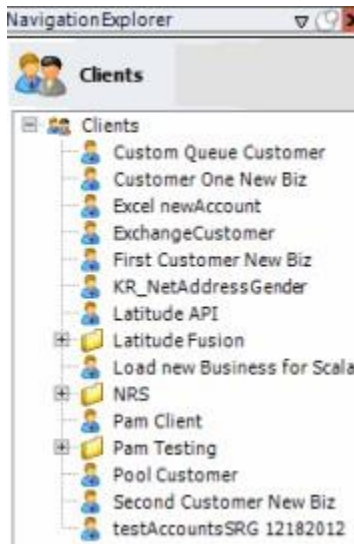 NavigationExplorer
Clients
Clients
Custom Queue Customer
Customer One New Biz
Excel newAccount
ExchangeCustomer
First Customer New Biz
KR_NetAddressGender
Latitude API
Latitude Fusion
Load new Business for Scala
NRS
Pam Client
Pam Testing
Pool Customer
Second Customer New Biz
testAccountsSRG 12182012